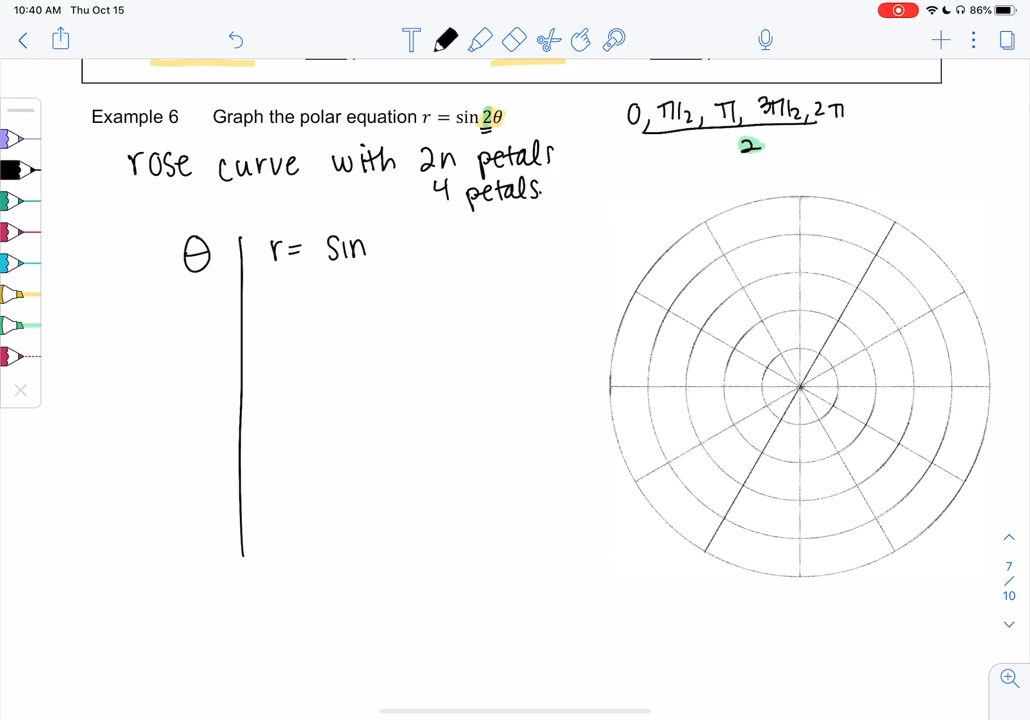 10:40 AM Thu Oct 15
86%
T
Example 6 Graph the polar equation r = sin 2θ
0, π/2, π, 3π/2, 2π
2
rose curve with 2n petals
4 petals.
θ r = sin
7
/
10